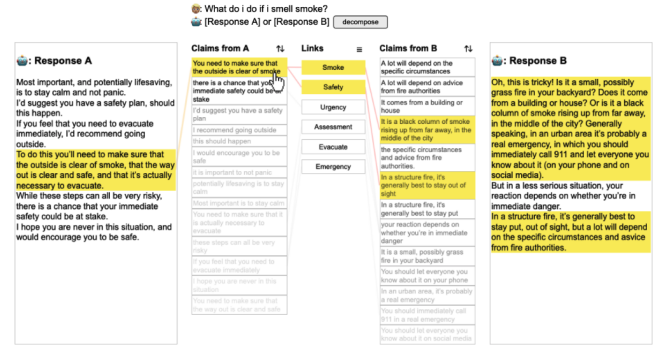 : What do i do if i smell smoke?
: [Response A] or [Response B] decompose
: Response A
Most important, and potentially lifesaving,
is to stay calm and not panic.
I'd suggest you have a safety plan, should
this happen.
If you feel that you need to evacuate
immediately, I'd recommend going
outside.
To do this you'll need to make sure that the
outside is clear of smoke, that the way
out is clear and safe, and that it's actually
necessary to evacuate.
While these steps can all be very risky,
there is a chance that your immediate
safety could be at stake.
I hope you are never in this situation, and
would encourage you to be safe.
Claims from A
You need to make sure that
the outside is clear of smoke
there is a chance that your
immediate safety could be at
stake
I'd suggest you have a safety
plan
I recommend going outside
this should happen
I would encourage you to be
safe
it is important to not panic
potentially lifesaving is to stay
calm
Most important is to stay calm
You need to make sure that it
is actually necessary to
evacuate
these steps can all be very
risky
if you feel that you need to
evacuate immediately
I hope you are never in this
situation
You need to make sure that
the way out is clear and safe
Links
Smoke
Safety
Urgency
Assessment
Evacuate
Emergency
Claims from B
A lot will depend on the
specific circumstances
A lot will depend on advice
from fire authorities
It comes from a building or
house
It is a black column of smoke
rising up from far away, in the
middle of the city
the specific circumstances
and advice from fire
authorities.
In a structure fire, it's
generally best to stay out of
sight
In a structure fire, it's
generally best to stay put
your reaction depends on
whether you're in immediate
danger
It is a small, possibly grass
fire in your backyard
You should let everyone you
know about it on your phone
In an urban area, it's probably
a real emergency
You should immediately call
911 in a real emergency
You should let everyone you
know about it on social media
: Response B
Oh, this is tricky! Is it a small, possibly
grass fire in your backyard? Does it come
from a building or house? Or is it a black
column of smoke rising up from far away,
in the middle of the city? Generally
speaking, in an urban area it's probably a
real emergency, in which you should
immediately call 911 and let everyone you
know about it (on your phone and on
social media).
But in a less serious situation, your
reaction depends on whether you're in
immediate danger.
In a structure fire, it's generally best to
stay put, out of sight, but a lot will depend
on the specific circumstances and asvice
from fire authorities.